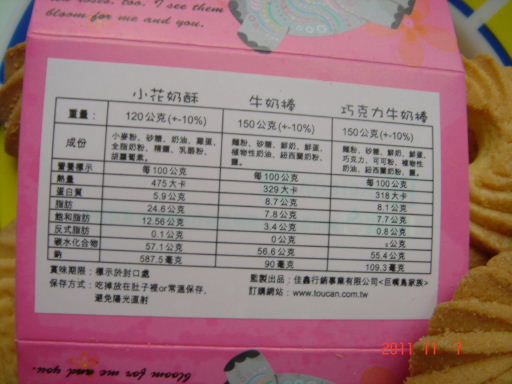 too, I see them
bloom for me and you.
小花奶酥 牛奶棒 巧克力牛奶棒
重量： 120公克(+-10%) 150公克(+-10%) 150公克(+-10%)
成份 小麥粉、砂糖、奶油、雞蛋、全脂奶粉、精鹽、乳酪粉、胡蘿蔔素。 麵粉、砂糖、鮮奶、鮮蛋、植物性奶油、紐西蘭奶粉、鹽。 麵粉、砂糖、鮮奶、鮮蛋、巧克力、可可粉、植物性奶油、紐西蘭奶粉、鹽。
營養標示 每100公克 每100公克 每100公克
熱量 475大卡 329大卡 318大卡
蛋白質 5.9公克 8.7公克 8.1公克
脂肪 24.6公克 7.8公克 7.7公克
飽和脂肪 12.56公克 3.4公克 0.8公克
反式脂肪 0.1公克 0公克 公克
碳水化合物 57.1公克 56.6公克 55.4公克
鈉 587.5毫克 90毫克 109.3毫克
賞味期限：標示於封口處
保存方式：吃掉放在肚子裡or常溫保存，
避免陽光直射
監製出品：佳鑫行銷事業有限公司<巨嘴鳥家族>
訂購網站：www.toucan.com.tw
bloom for me and you.
2011 11 7